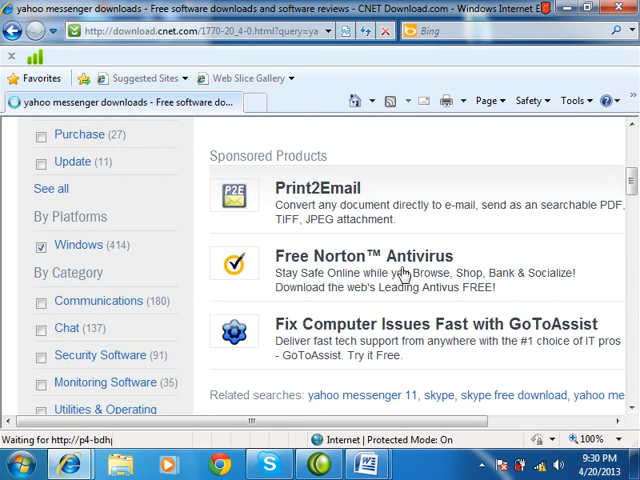 yahoo messenger downloads - Free software downloads and software reviews - CNET Download.com - Windows Internet E
http://download.cnet.com/1770-20_4-0.html?query=ya
Bing
Favorites
Suggested Sites
Web Slice Gallery
yahoo messenger downloads - Free software do...
Page
Safety
Tools
Purchase (27)
Update (11)
See all
By Platforms
Windows (414)
By Category
Communications (180)
Chat (137)
Security Software (91)
Monitoring Software (35)
Utilities & Operating
Sponsored Products
P2E
Print2Email
Convert any document directly to e-mail, send as an searchable PDF,
TiFF, JPEG attachment.
Free Norton™ Antivirus
Stay Safe Online while you Browse, Shop, Bank & Socialize!
Download the web's Leading Antivus FREE!
Fix Computer Issues Fast with GoToAssist
Deliver fast tech support from anywhere with the #1 choice of IT pros
- GoToAssist. Try it Free.
Related searches: yahoo messenger 11, skype, skype free download, yahoo me
Waiting for http://p4-bdhp
Internet | Protected Mode: On
100%
9:30 PM
4/20/2013